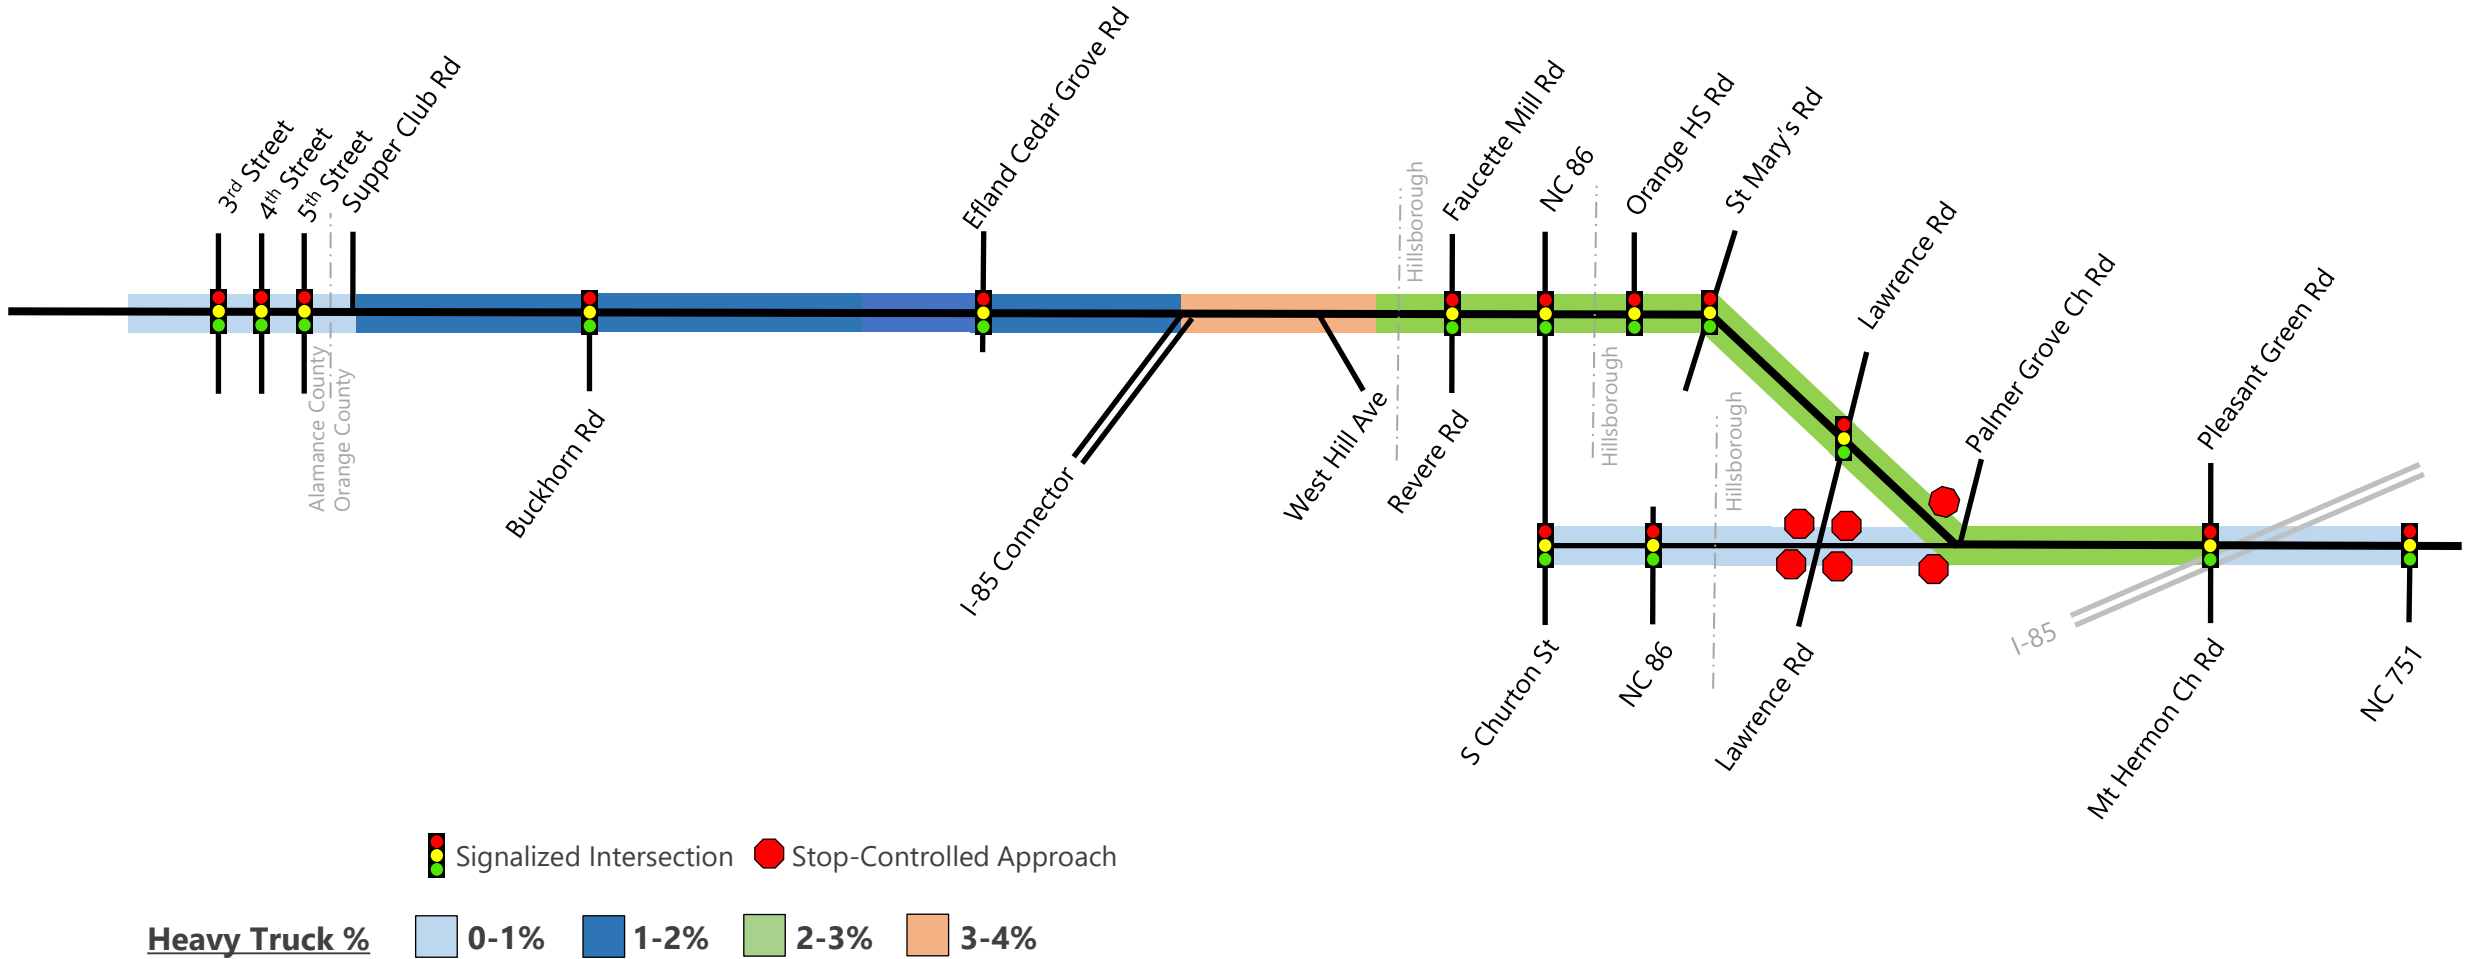 3rd Street
4th Street
5th Street
Supper Club Rd
Efland Cedar Grove Rd
Faucette Mill Rd
NC 86
Orange HS Rd
St Mary's Rd
Lawrence Rd
Palmer Grove Ch Rd
Pleasant Green Rd
Hillsborough
Hillsborough
Hillsborough
Alamance County
Orange County
Buckhorn Rd
I-85 Connector
West Hill Ave
Revere Rd
S Churton St
NC 86
Lawrence Rd
I-85
Mt Hermon Ch Rd
NC 751
Signalized Intersection
Stop-Controlled Approach
Heavy Truck %
0-1%
1-2%
2-3%
3-4%